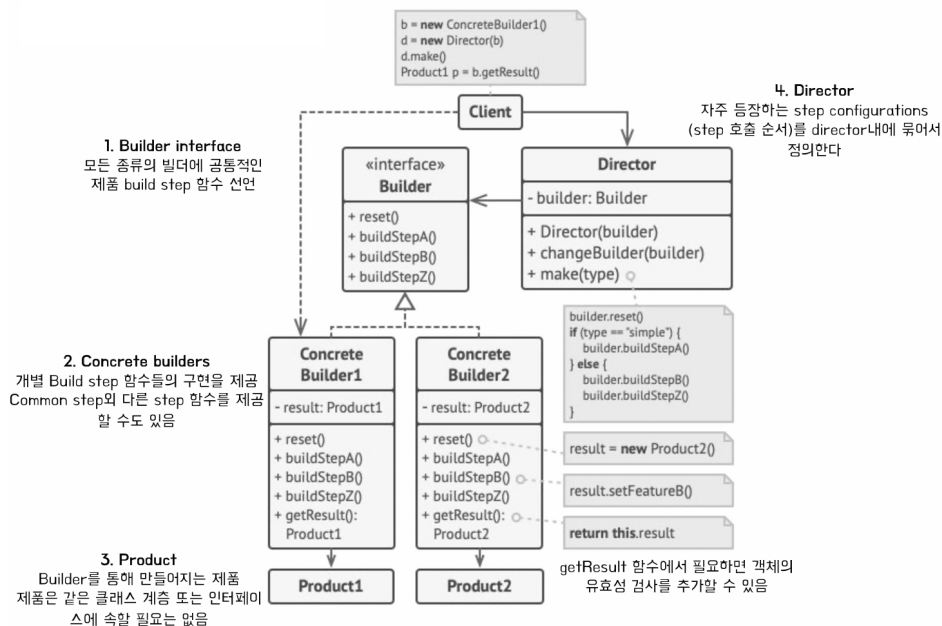 b = new ConcreteBuilder1()
d = new Director(b)
d.make()
Product1 p = b.getResult()
Client
4. Director
자주 등장하는 step configurations
(step 호출 순서)를 director내에 묶어서
정의한다
1. Builder interface
모든 종류의 빌더에 공통적인
제품 build step 함수 선언
«interface»
Builder
+ reset()
+ buildStepA()
+ buildStepB()
+ buildStepZ()
Director
- builder: Builder
+ Director(builder)
+ changeBuilder(builder)
+ make(type)
builder.reset()
if (type == "simple") {
builder.buildStepA()
} else {
builder.buildStepB()
builder.buildStepZ()
}
2. Concrete builders
개별 Build step 함수들의 구현을 제공
Common step외 다른 step 함수를 제공
할 수도 있음
Concrete
Builder1
- result: Product1
+ reset()
+ buildStepA()
+ buildStepB()
+ buildStepZ()
+ getResult():
Product1
Concrete
Builder2
- result: Product2
+ reset()
+ buildStepA()
+ buildStepB()
+ buildStepZ()
+ getResult():
Product2
result = new Product2()
result.setFeatureB()
return this.result
getResult 함수에서 필요하면 객체의
유효성 검사를 추가할 수 있음
3. Product
Builder를 통해 만들어지는 제품
제품은 같은 클래스 계층 또는 인터페이
스에 속할 필요는 없음
Product1
Product2